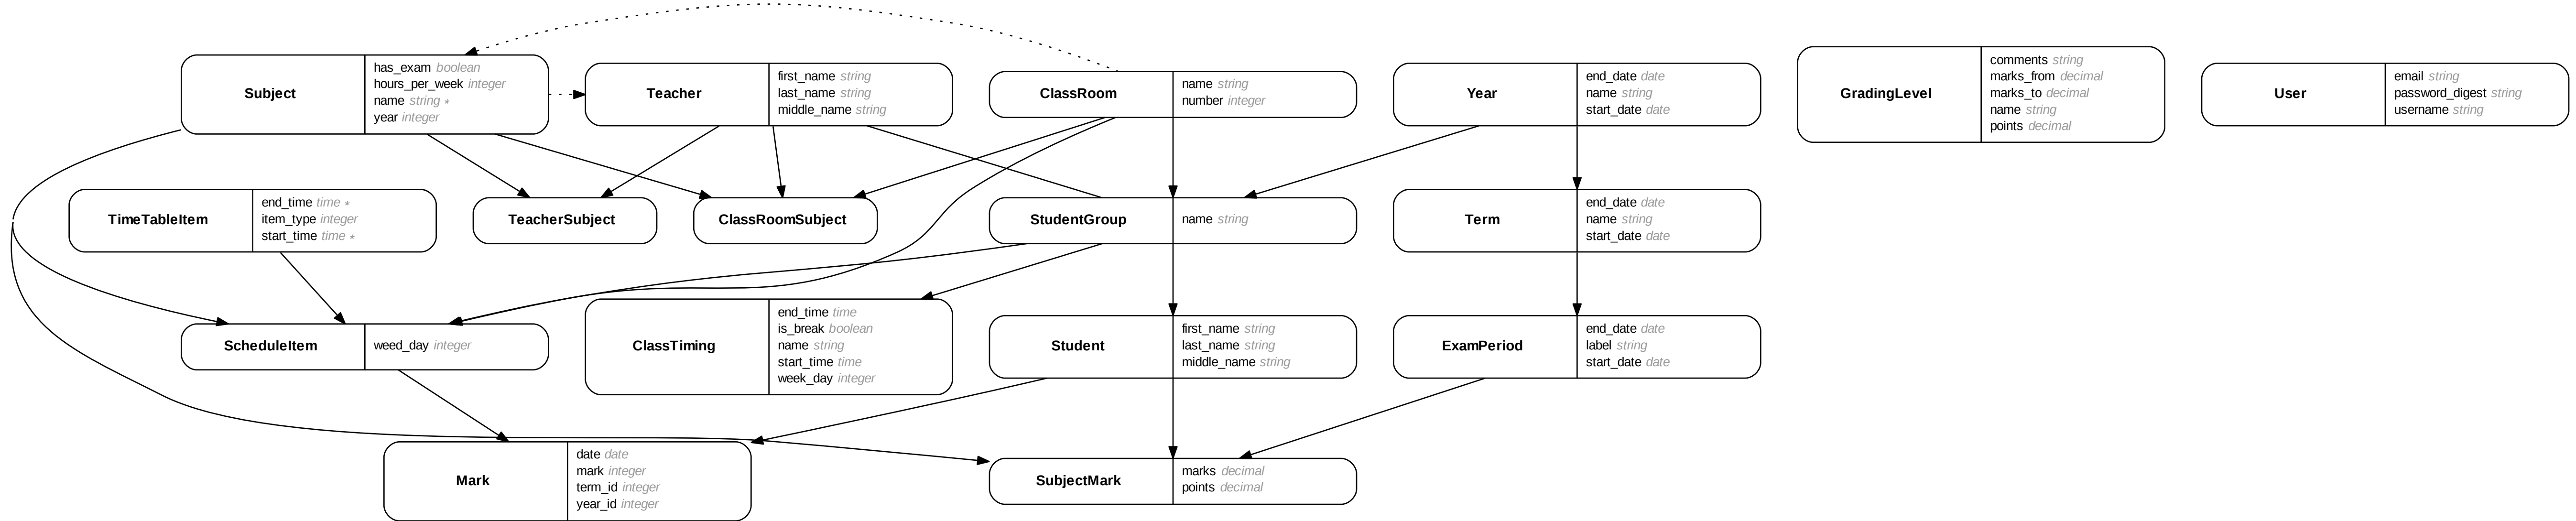 Subject
has_exam boolean
hours_per_week integer
name string *
year integer
Teacher
first_name string
last_name string
middle_name string
ClassRoom
name string
number integer
Year
end_date date
name string
start_date date
GradingLevel
comments string
marks_from decimal
marks_to decimal
name string
points decimal
User
email string
password_digest string
username string
TimeTableItem
end_time time *
item_type integer
start_time time *
TeacherSubject
ClassRoomSubject
StudentGroup
name string
Term
end_date date
name string
start_date date
ScheduleItem
weed_day integer
ClassTiming
end_time time
is_break boolean
name string
start_time time
week_day integer
Student
first_name string
last_name string
middle_name string
ExamPeriod
end_date date
label string
start_date date
Mark
date date
mark integer
term_id integer
year_id integer
SubjectMark
marks decimal
points decimal